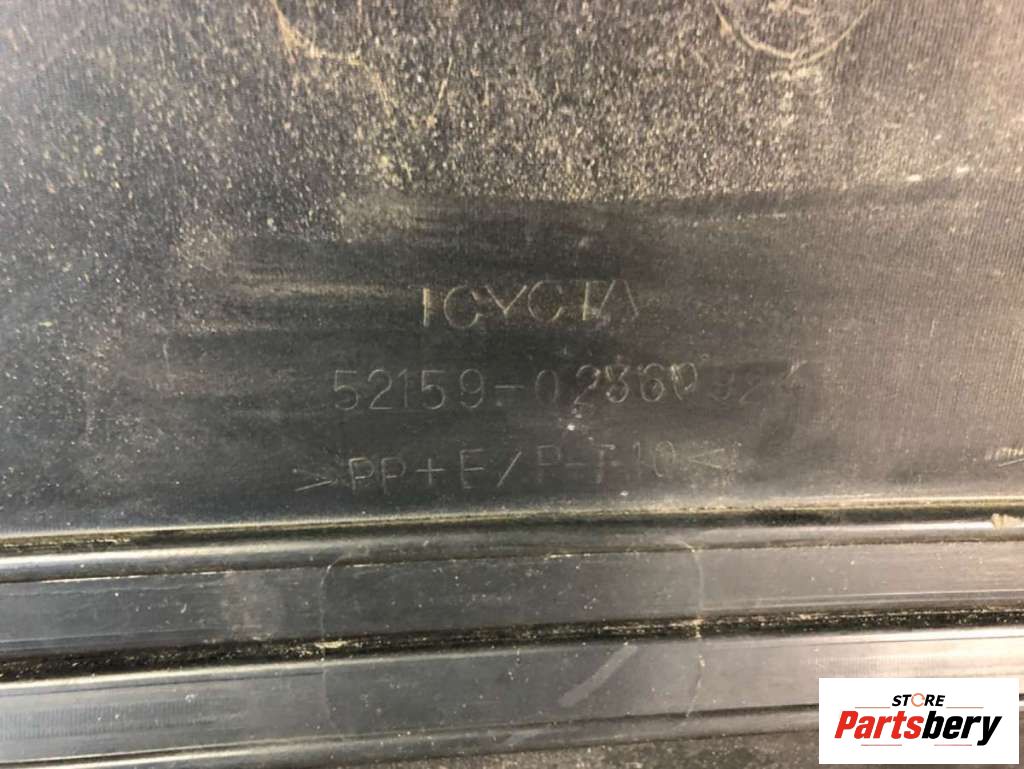 TOYOTA
52159-02360
>PP+E/P-T10<
STORE
Partsbery